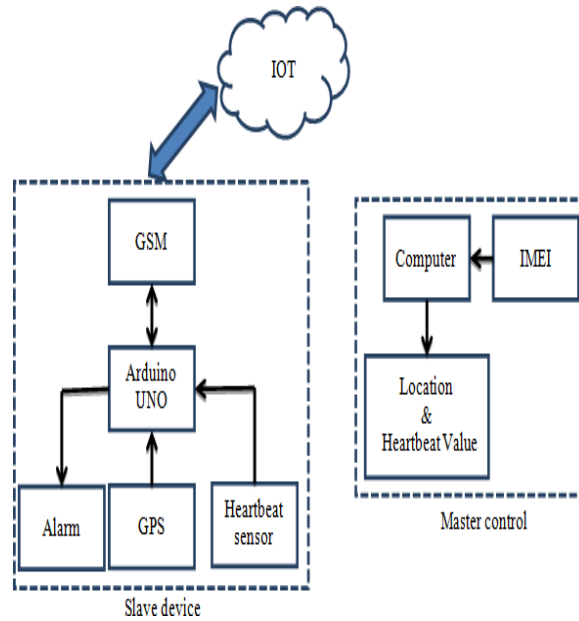 IOT
GSM
Arduino
UNO
Alarm
GPS
Heartbeat
sensor
Slave device
Computer
IMEI
Location
&
Heartbeat Value
Master control